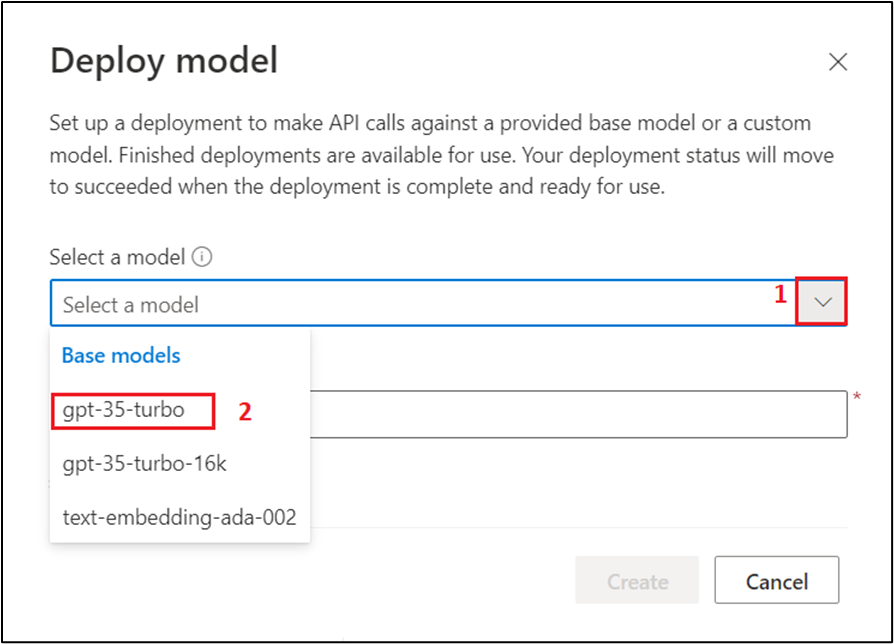 Deploy model
Set up a deployment to make API calls against a provided base model or a custom
model. Finished deployments are available for use. Your deployment status will move
to succeeded when the deployment is complete and ready for use.
Select a model
Select a model 1
Base models
gpt-35-turbo 2
*
gpt-35-turbo-16k
text-embedding-ada-002
Create Cancel